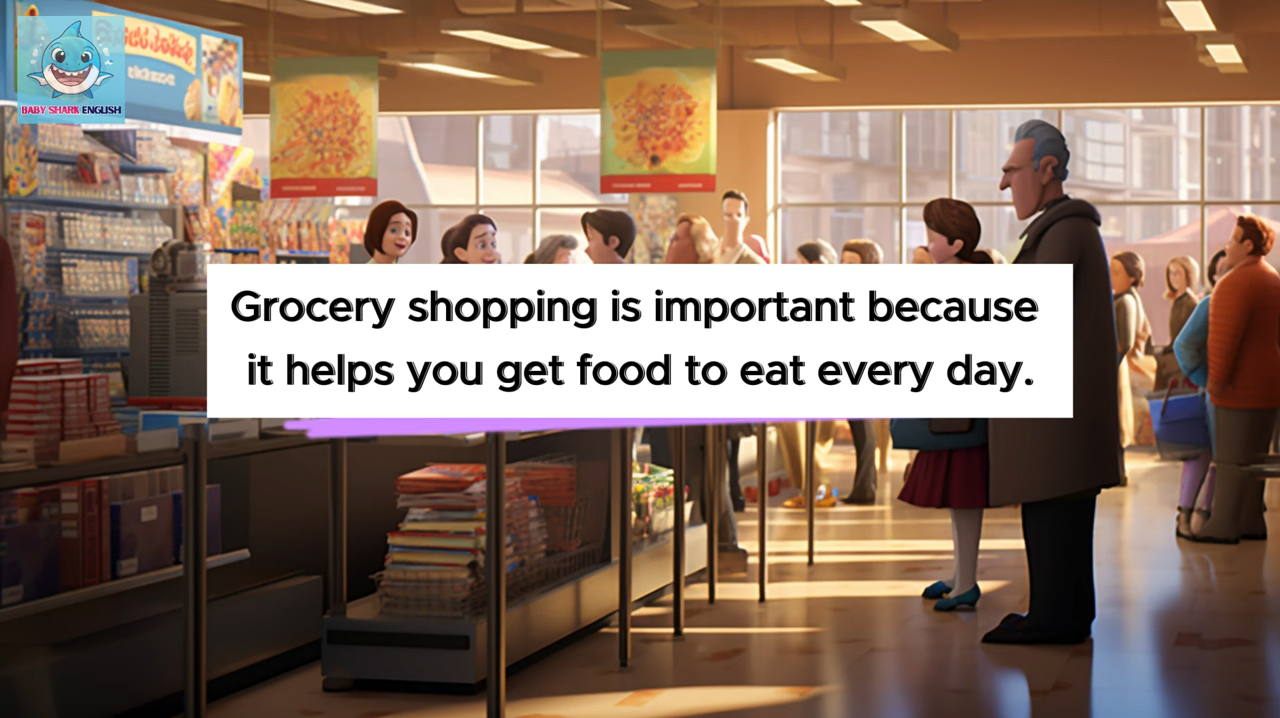 BABY SHARK ENGLISH
Grocery shopping is important because
it helps you get food to eat every day.